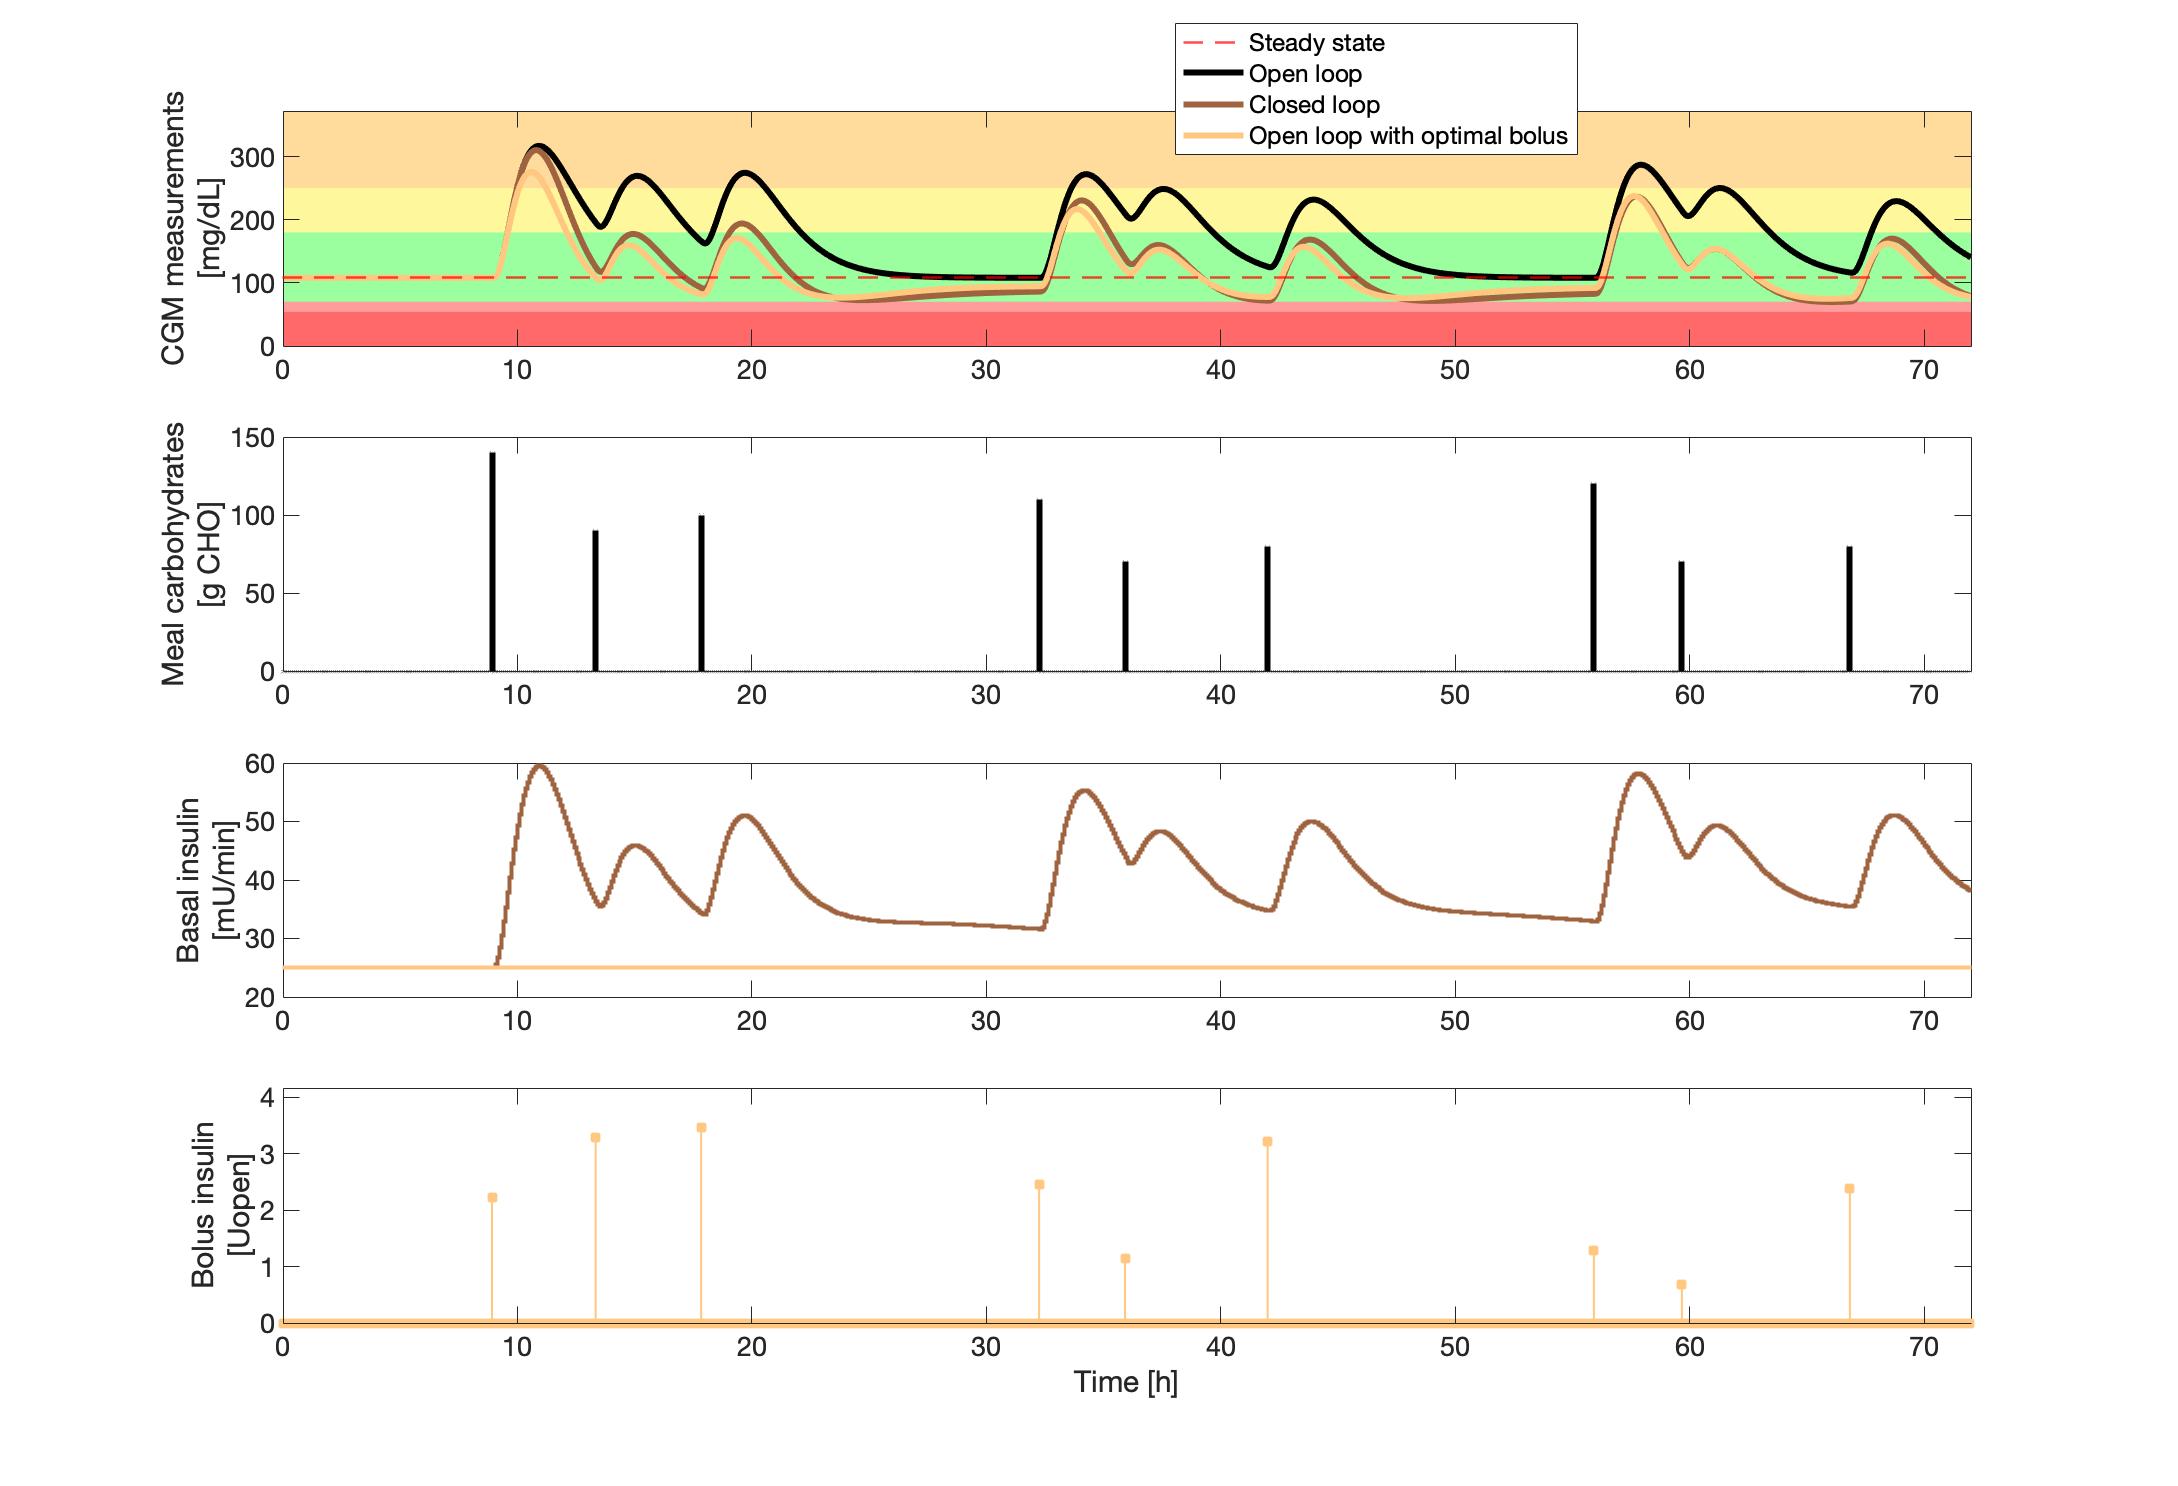 Steady state
Open loop
Closed loop
Open loop with optimal bolus
CGM measurements
[mg/dL]
300
200
100
0
0 10 20 30 40 50 60 70
Meal carbohydrates
[g CHO]
150
100
50
0
0 10 20 30 40 50 60 70
Basal insulin
[mU/min]
60
50
40
30
20
0 10 20 30 40 50 60 70
Bolus insulin
[Uopen]
4
3
2
1
0
0 10 20 30 40 50 60 70
Time [h]